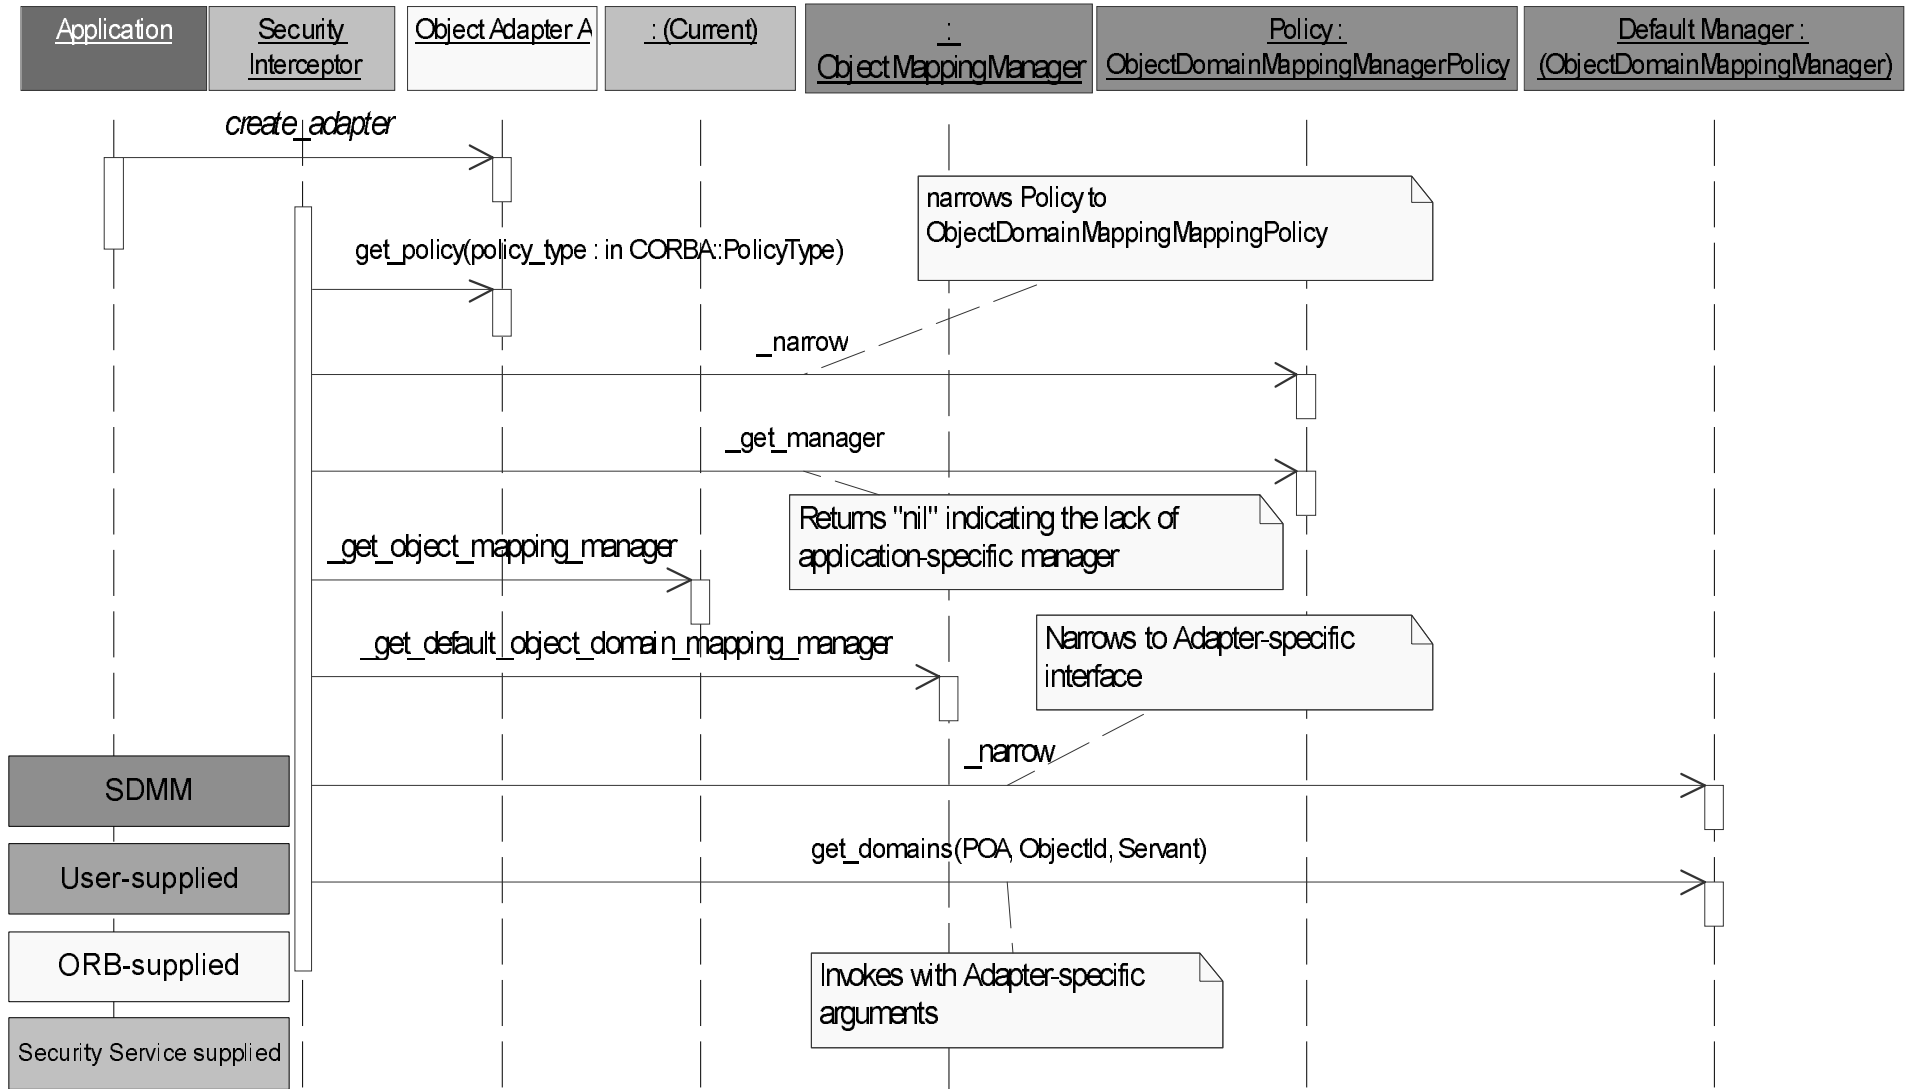 Application
Security
Interceptor
Object Adapter A
: (Current)
:
ObjectMappingManager
Policy :
ObjectDomainMappingManagerPolicy
Default Manager :
(ObjectDomainMappingManager)
create_adapter
narrows Policy to
ObjectDomainMappingMappingPolicy
get_policy(policy_type : in CORBA::PolicyType)
_narrow
_get_manager
Returns "nil" indicating the lack of
application-specific manager
_get_object_mapping_manager
_get_default_object_domain_mapping_manager
Narrows to Adapter-specific
interface
_narrow
SDMM
get_domains(POA, ObjectId, Servant)
User-supplied
ORB-supplied
Invokes with Adapter-specific
arguments
Security Service supplied